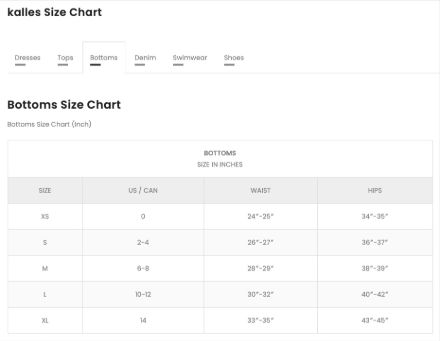 kalles Size Chart
Dresses Tops Bottoms Denim Swimwear Shoes
Bottoms Size Chart
Bottoms Size Chart (Inch)
BOTTOMS
SIZE IN INCHES
SIZE US / CAN WAIST HIPS
XS 0 24”-25” 34”-35”
S 2-4 26”-27” 36”-37”
M 6-8 28”-29” 38”-39”
L 10-12 30”-32” 40”-42”
XL 14 33”-35” 43”-45”